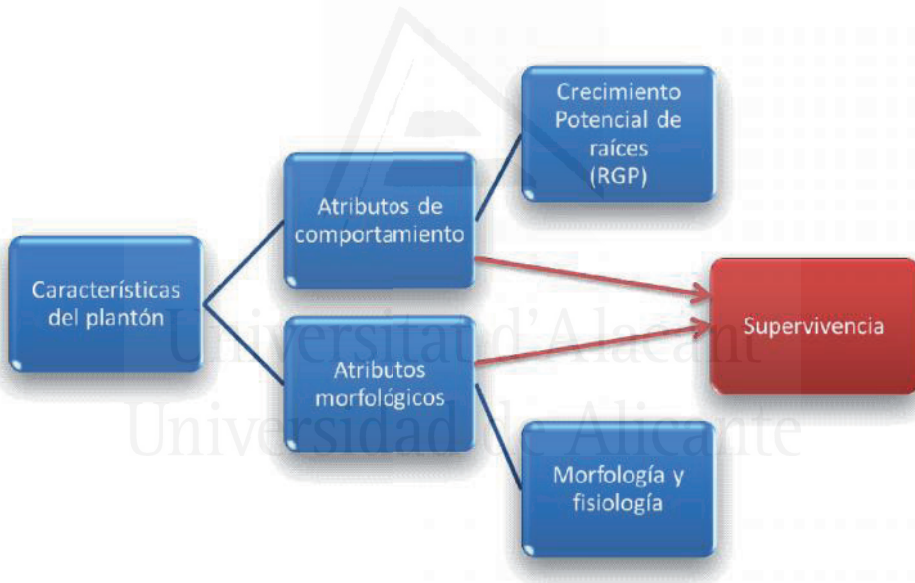 Crecimiento
Potencial de
raíces
(RGP)
Atributos de
comportamiento
Características
del plantón
Supervivencia
Atributos
morfológicos
Morfología y
fisiología
Universitat d'Alacant
Universidad de Alicante